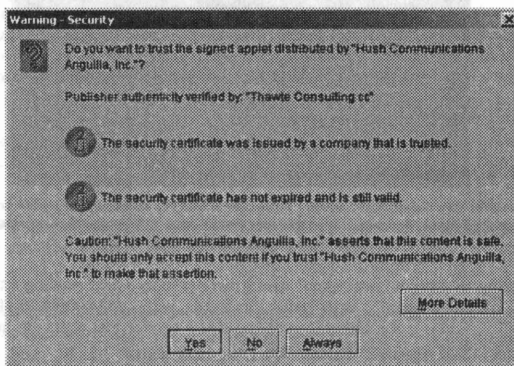 Warning - Security
Do you want to trust the signed applet distributed by "Hush Communications
Anguilla, Inc."?
Publisher authenticity verified by: "Thawte Consulting cc"
The security certificate was issued by a company that is trusted.
The security certificate has not expired and is still valid.
Caution: "Hush Communications Anguilla, Inc." asserts that this content is safe.
You should only accept this content if you trust "Hush Communications Anguilla,
Inc." to make that assertion.
More Details
Yes No Always